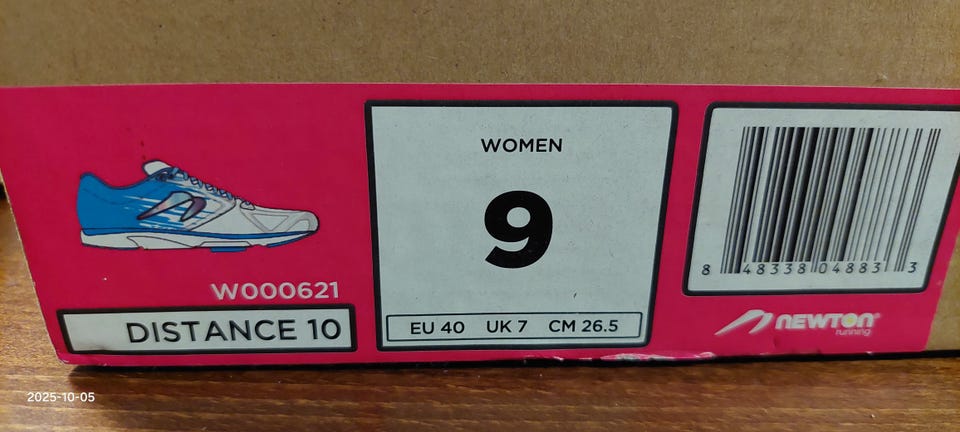 W000621
DISTANCE 10
WOMEN
9
EU 40 UK 7 CM 26.5
8 48338 04883 3
NEWTON®
running
2025-10-05